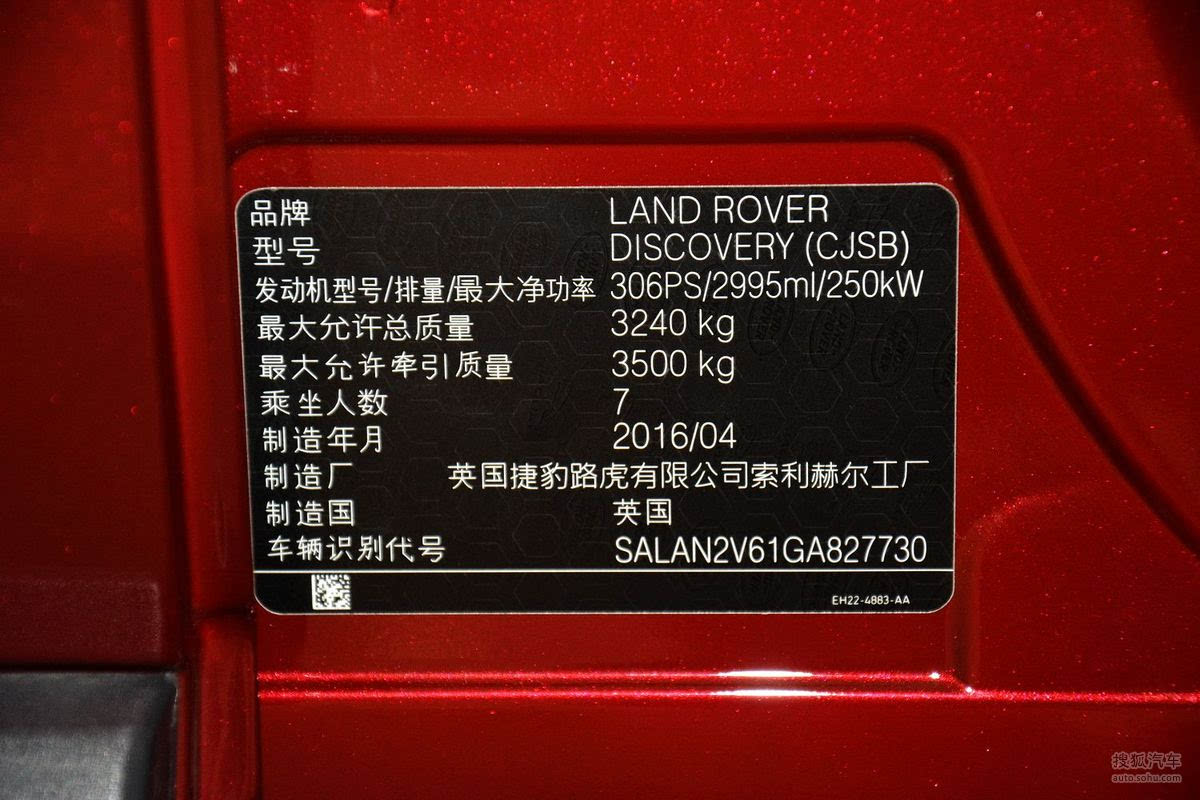 品牌 LAND ROVER
型号 DISCOVERY (CJSB)
发动机型号/排量/最大净功率 306PS/2995ml/250kW
最大允许总质量 3240 kg
最大允许牵引质量 3500 kg
乘坐人数 7
制造年月 2016/04
制造厂 英国捷豹路虎有限公司索利赫尔工厂
制造国 英国
车辆识别代号 SALAN2V61GA827730
EH22-4883-AA
搜狐汽车
auto.sohu.com